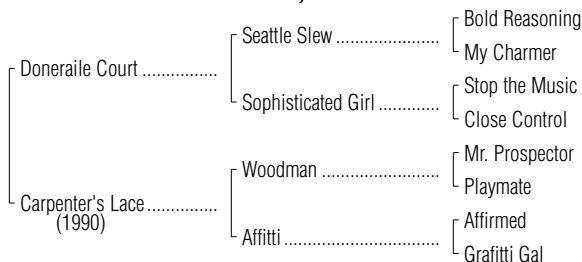 Bold Reasoning
Seattle Slew ......................
My Charmer
Doneraile Court ................
Stop the Music
Sophisticated Girl .............
Close Control
Mr. Prospector
Woodman .........................
Playmate
Carpenter's Lace ...............
(1990)
Affirmed
Affitti .................................
Grafitti Gal